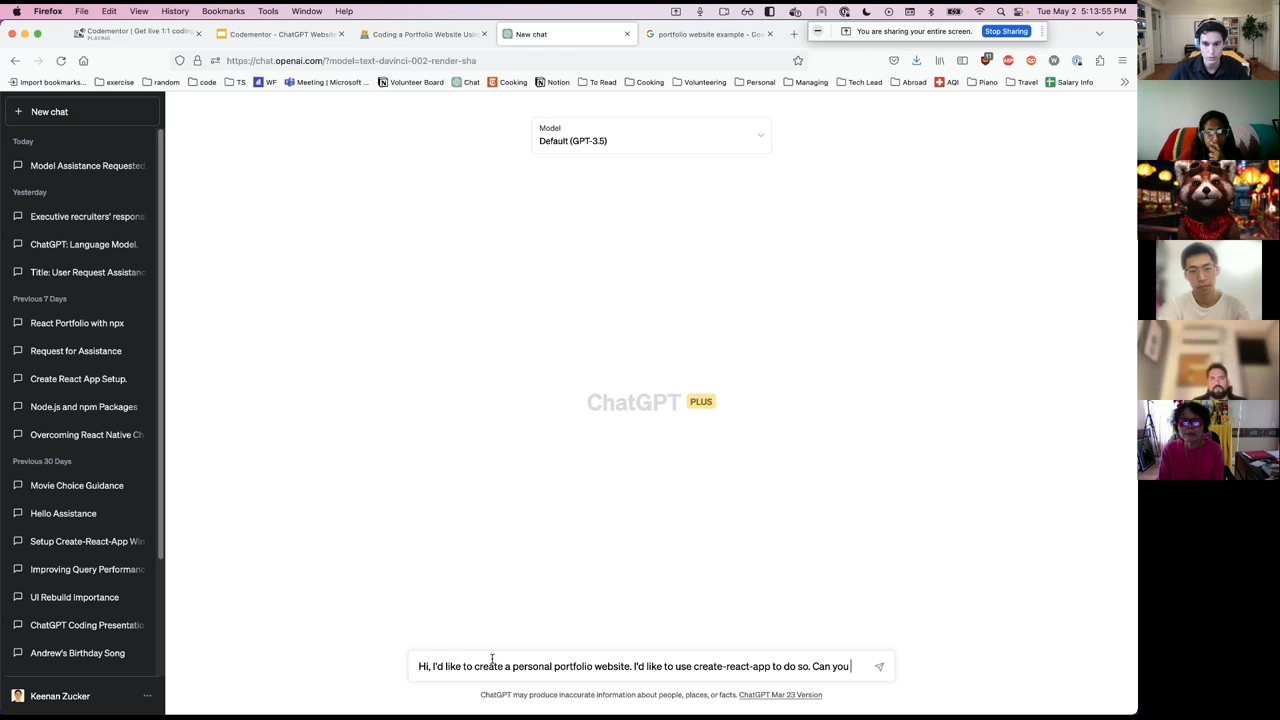 Firefox File Edit View History Bookmarks Tools Window Help Tue May 2 5:13:55 PM
Codementor | Get live 1:1 coding
PLAYING
Codementor - ChatGPT Websit
Coding a Portfolio Website Usin
New chat
portfolio website example - Goo
You are sharing your entire screen. Stop Sharing
https://chat.openai.com/?model=text-davinci-002-render-sha
Import bookmarks... exercise random code TS WF Meeting | Microsoft ... Volunteer Board Chat Cooking Notion To Read Cooking Volunteering Personal Managing Tech Lead Abroad AQI Piano Travel Salary Info
New chat
Today
Model Assistance Requested.
Yesterday
Executive recruiters' respons
ChatGPT: Language Model.
Title: User Request Assistanc
Previous 7 Days
React Portfolio with npx
Request for Assistance
Create React App Setup.
Node.js and npm Packages
Overcoming React Native Ch
Previous 30 Days
Movie Choice Guidance
Hello Assistance
Setup Create-React-App Win
Improving Query Performanc
UI Rebuild Importance
ChatGPT Coding Presentatio
Andrew's Birthday Song
Keenan Zucker
Model
Default (GPT-3.5)
ChatGPT PLUS
Hi, I'd like to create a personal portfolio website. I'd like to use create-react-app to do so. Can you
ChatGPT may produce inaccurate information about people, places, or facts. ChatGPT Mar 23 Version